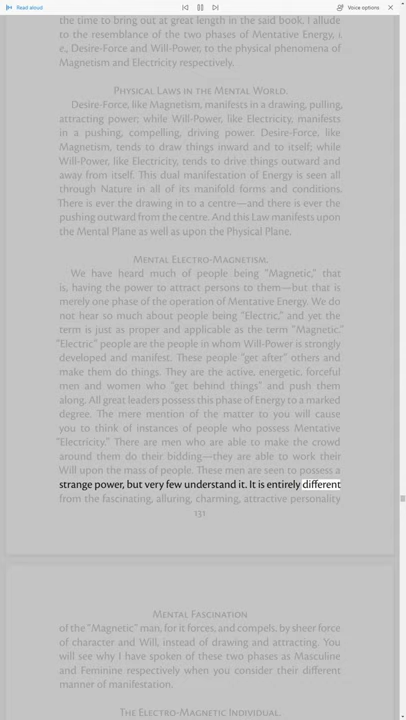 Read aloud
Voice options
the time to bring out at great length in the said book. I allude
to the resemblance of the two phases of Mentative Energy, i.
e., Desire-Force and Will-Power, to the physical phenomena of
Magnetism and Electricity respectively.
Physical Laws in the Mental World.
Desire-Force, like Magnetism, manifests in a drawing, pulling,
attracting power; while Will-Power, like Electricity, manifests
in a pushing, compelling, driving power. Desire-Force, like
Magnetism, tends to draw things inward and to itself; while
Will-Power, like Electricity, tends to drive things outward and
away from itself. This dual manifestation of Energy is seen all
through Nature in all of its manifold forms and conditions.
There is ever the drawing in to a centre—and there is ever the
pushing outward from the centre. And this Law manifests upon
the Mental Plane as well as upon the Physical Plane.
Mental Electro-Magnetism.
We have heard much of people being "Magnetic," that
is, having the power to attract persons to them—but that is
merely one phase of the operation of Mentative Energy. We do
not hear so much about people being "Electric," and yet the
term is just as proper and applicable as the term "Magnetic."
"Electric" people are the people in whom Will-Power is strongly
developed and manifest. These people "get after" others and
make them do things. They are the active, energetic, forceful
men and women who "get behind things" and push them
along. All great leaders possess this phase of Energy to a marked
degree. The mere mention of the matter to you will cause
you to think of instances of people who possess Mentative
"Electricity." There are men who are able to make the crowd
around them do their bidding—they are able to work their
Will upon the mass of people. These men are seen to possess a
strange power, but very few understand it. It is entirely different
from the fascinating, alluring, charming, attractive personality
131
Mental Fascination
of the "Magnetic" man, for it forces, and compels, by sheer force
of character and Will, instead of drawing and attracting. You
will see why I have spoken of these two phases as Masculine
and Feminine respectively when you consider their different
manner of manifestation.
The Electro-Magnetic Individual.